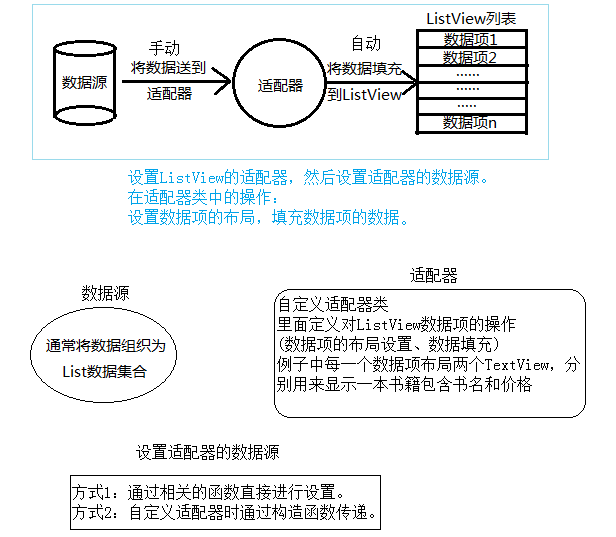 ListView列表
手动
自动
数据源
将数据送到
适配器
适配器
将数据填充
到ListView
数据项1
数据项2
......
......
.....
数据项n
设置ListView的适配器，然后设置适配器的数据源。
在适配器类中的操作：
设置数据项的布局，填充数据项的数据。
数据源
通常将数据组织为
List数据集合
适配器
自定义适配器类
里面定义对ListView数据项的操作
(数据项的布局设置、数据填充)
例子中每一个数据项布局两个TextView，分
别用来显示一本书籍包含书名和价格
设置适配器的数据源
方式1：通过相关的函数直接进行设置。
方式2：自定义适配器时通过构造函数传递。